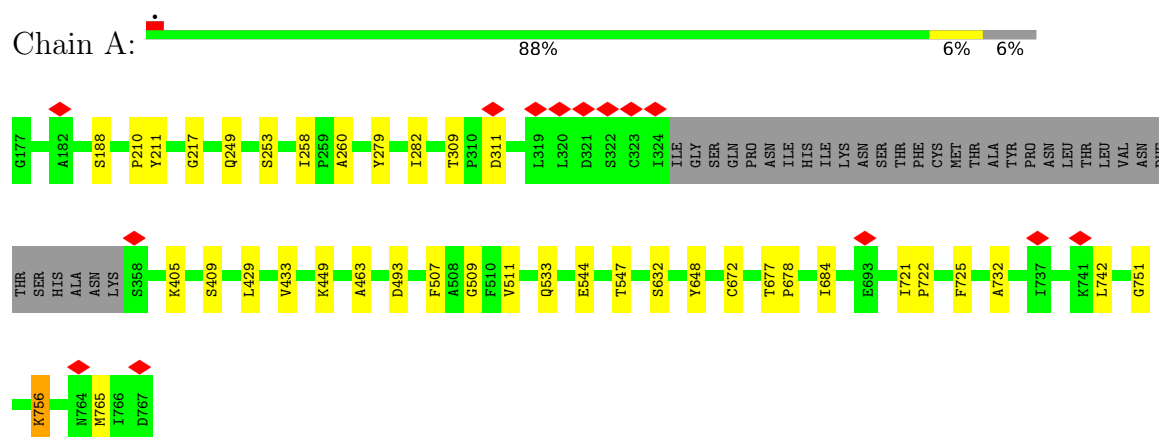 Chain A:
88% 6% 6%
G177 A182 S188 P210 Y211 G217 Q249 S253 I258 P259 A260 Y279 I282 T309 P310 D311 L319 L320 D321 S322 C323 I324 ILE GLY SER GLN PRO ASN ILE HIS ILE LYS ASN SER THR PHE CYS MET THR ALA TYR PRO ASN LEU THR LEU VAL ASN
THR SER HIS ALA ASN LYS S358 K405 S409 L429 V433 K449 A463 D493 F507 A508 G509 F510 V511 Q533 E544 T547 S632 Y648 C672 T677 P678 I684 E693 I721 P722 F725 A732 I737 K741 L742 G751
K756 N764 M765 I766 D767